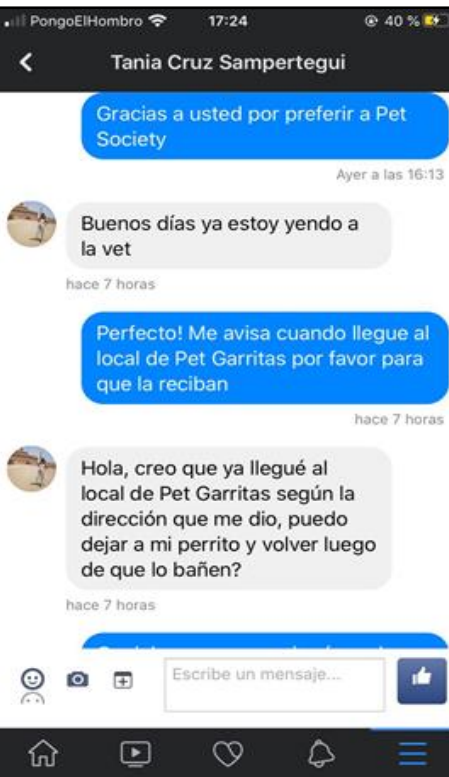 PongoElHombro 17:24 40 %
Tania Cruz Sampertegui
Gracias a usted por preferir a Pet
Society
Ayer a las 16:13
Buenos días ya estoy yendo a
la vet
hace 7 horas
Perfecto! Me avisa cuando llegue al
local de Pet Garritas por favor para
que la reciban
hace 7 horas
Hola, creo que ya llegué al
local de Pet Garritas según la
dirección que me dio, puedo
dejar a mi perrito y volver luego
de que lo bañen?
hace 7 horas
Escribe un mensaje...